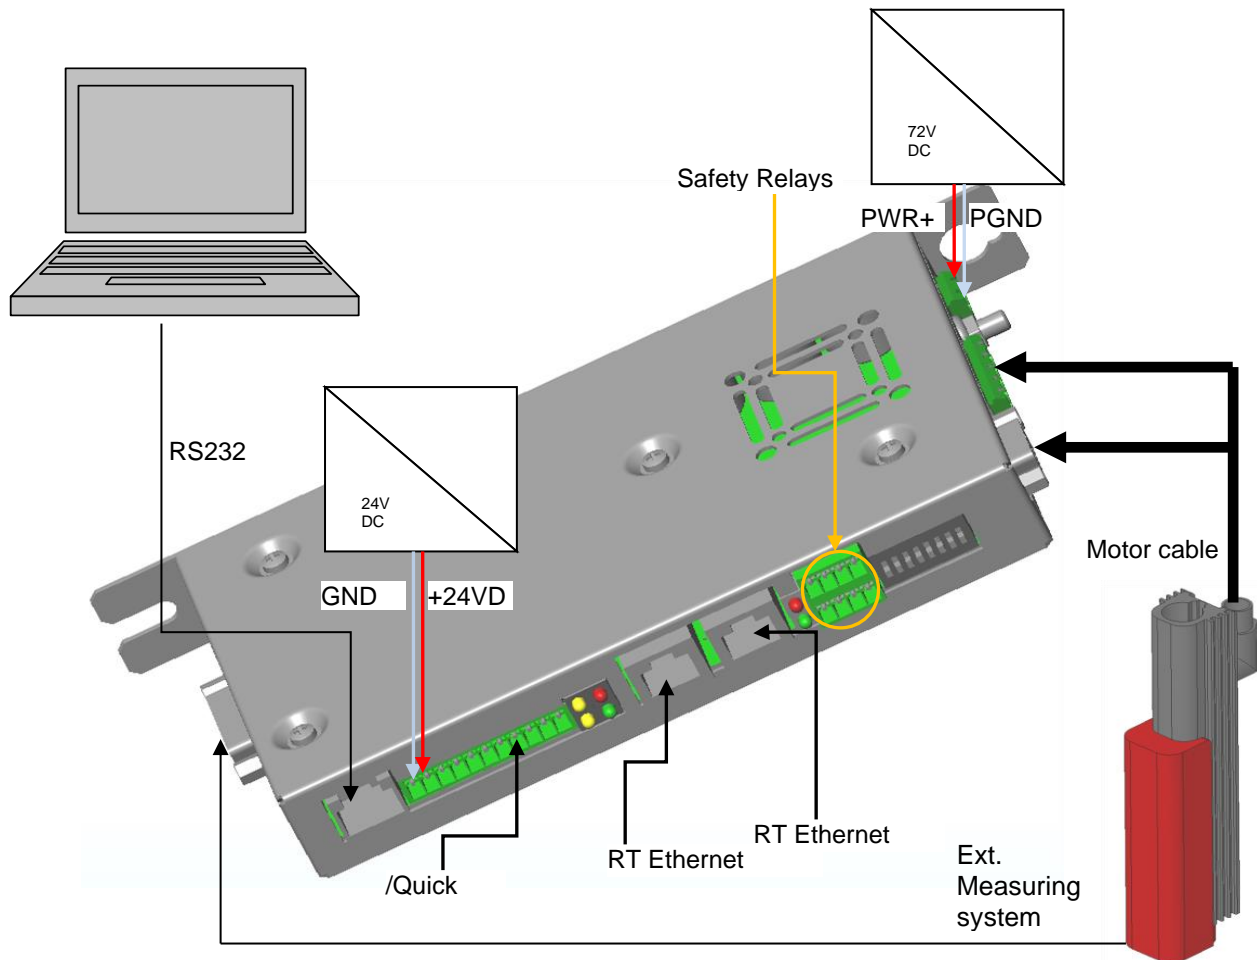 72V
DC
Safety Relays
PWR+
PGND
RS232
24V
DC
Motor cable
GND
+24VD
RT Ethernet
RT Ethernet
/Quick
Ext.
Measuring
system